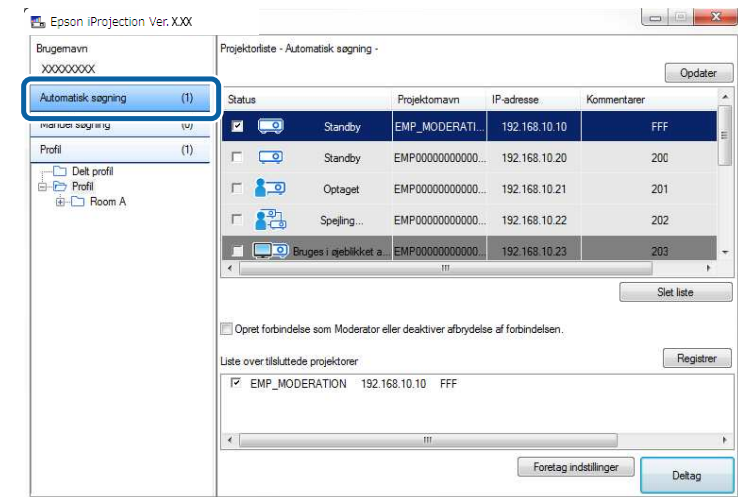 Epson iProjection Ver. X.XX
Brugernavn
XXXXXXXX
Automatisk søgning (1)
Manuel søgning (0)
Profil (1)
Delt profil
Profil
Room A
Projektorliste - Automatisk søgning -
Opdater
Status Projektornavn IP-adresse Kommentarer
Standby EMP_MODERATI... 192.168.10.10 FFF
Standby EMP00000000000... 192.168.10.20 200
Optaget EMP00000000000... 192.168.10.21 201
Spejling... EMP00000000000... 192.168.10.22 202
Bruges i øjeblikket a... EMP00000000000... 192.168.10.23 203
Slet liste
Opret forbindelse som Moderator eller deaktiver afbrydelse af forbindelsen.
Liste over tilsluttede projektorer
Registrer
EMP_MODERATION 192.168.10.10 FFF
Foretag indstillinger
Deltag